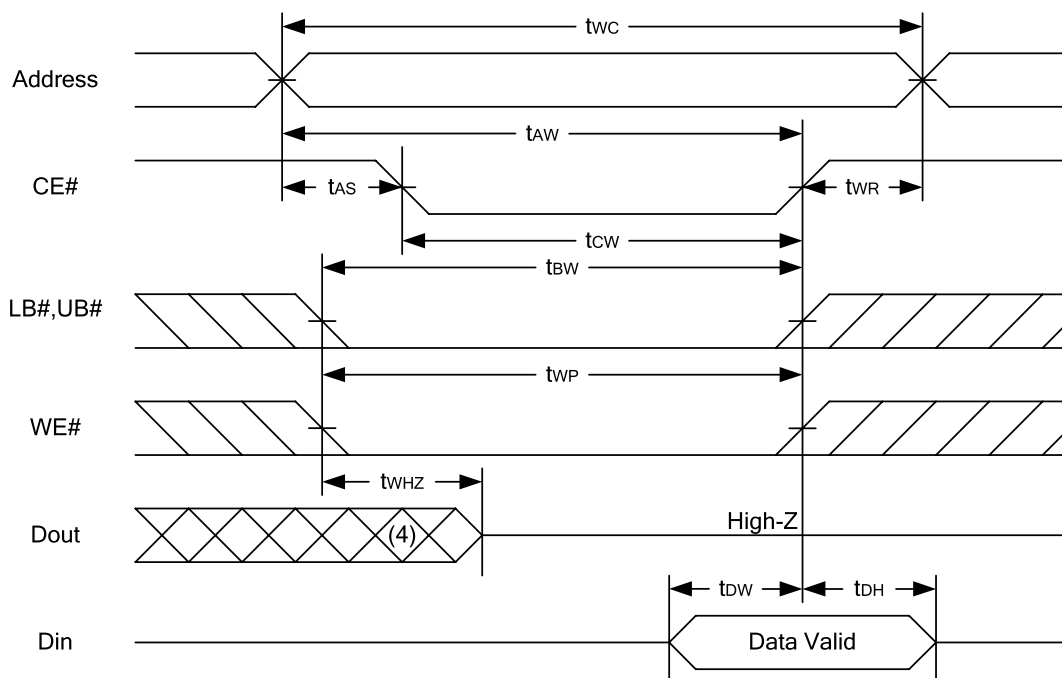 tWC
Address
tAW
CE#
tAS
tWR
tCW
tBW
LB#,UB#
tWP
WE#
tWHZ
Dout
(4)
High-Z
tDW
tDH
Din
Data Valid